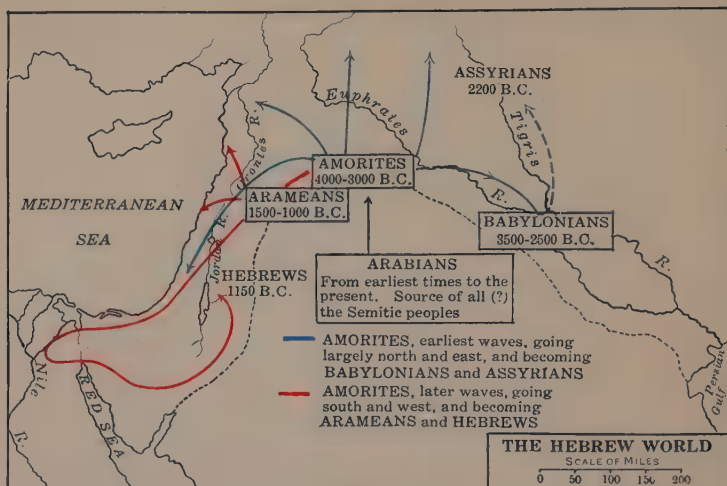 ASSYRIANS
2200 B.C.
Euphrates
R.
Tigris
R.
Orontes R.
AMORITES
4000-3000 B.C.
ARAMEANS
1500-1000 B.C.
MEDITERRANEAN
SEA
BABYLONIANS
3500-2500 B.C.
Jordan R.
HEBREWS
1150 B.C.
ARABIANS
From earliest times to the
present. Source of all (?)
the Semitic peoples
AMORITES, earliest waves, going
largely north and east, and becoming
BABYLONIANS and ASSYRIANS
AMORITES, later waves, going
south and west, and becoming
ARAMEANS and HEBREWS
Nile
R.
RED SEA
Persian
Gulf
THE HEBREW WORLD
SCALE OF MILES
0 50 100 150 200